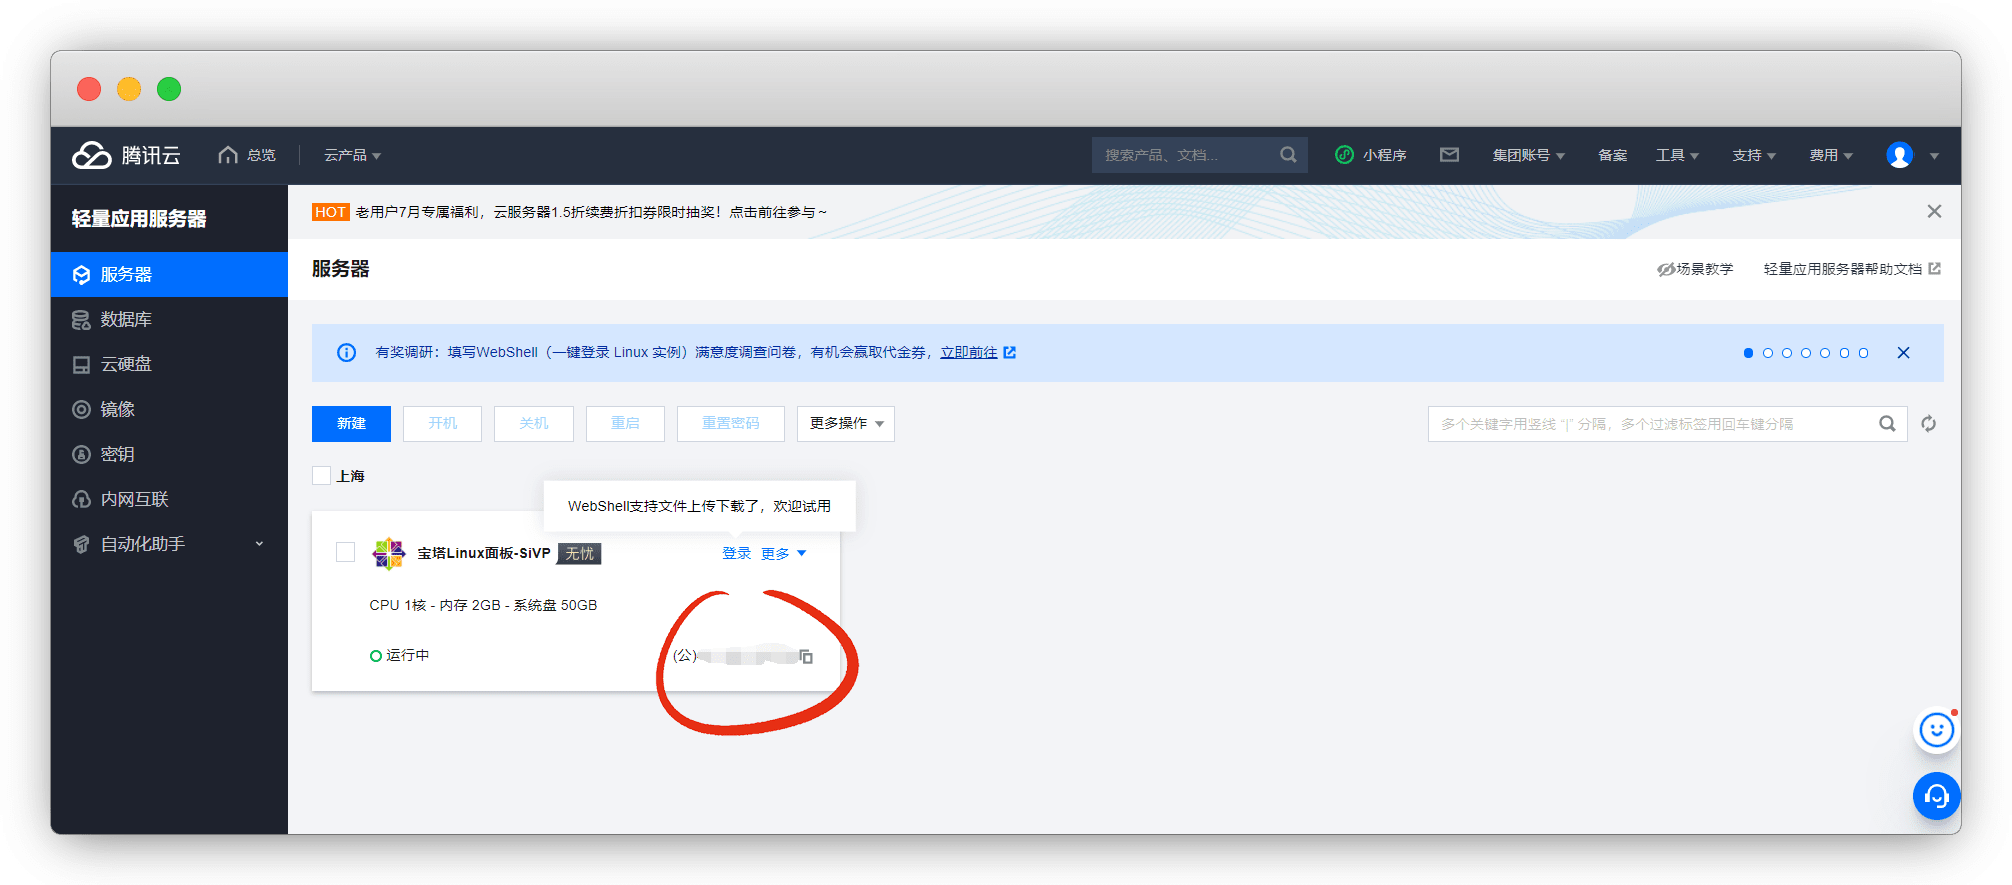 腾讯云 总览 云产品 搜索产品、文档... 小程序 集团账号 备案 工具 支持 费用
轻量应用服务器
服务器
数据库
云硬盘
镜像
密钥
内网互联
自动化助手
HOT 老用户7月专属福利，云服务器1.5折续费折扣券限时抽奖！点击前往参与~
服务器 场景教学 轻量应用服务器帮助文档
有奖调研：填写WebShell（一键登录 Linux 实例）满意度调查问卷，有机会赢取代金券，立即前往
新建 开机 关机 重启 重置密码 更多操作 多个关键字用竖线 “|” 分隔，多个过滤标签用回车键分隔
上海
WebShell支持文件上传下载了，欢迎试用
宝塔Linux面板-SiVP 无忧 登录 更多
CPU 1核 - 内存 2GB - 系统盘 50GB
运行中 (公)